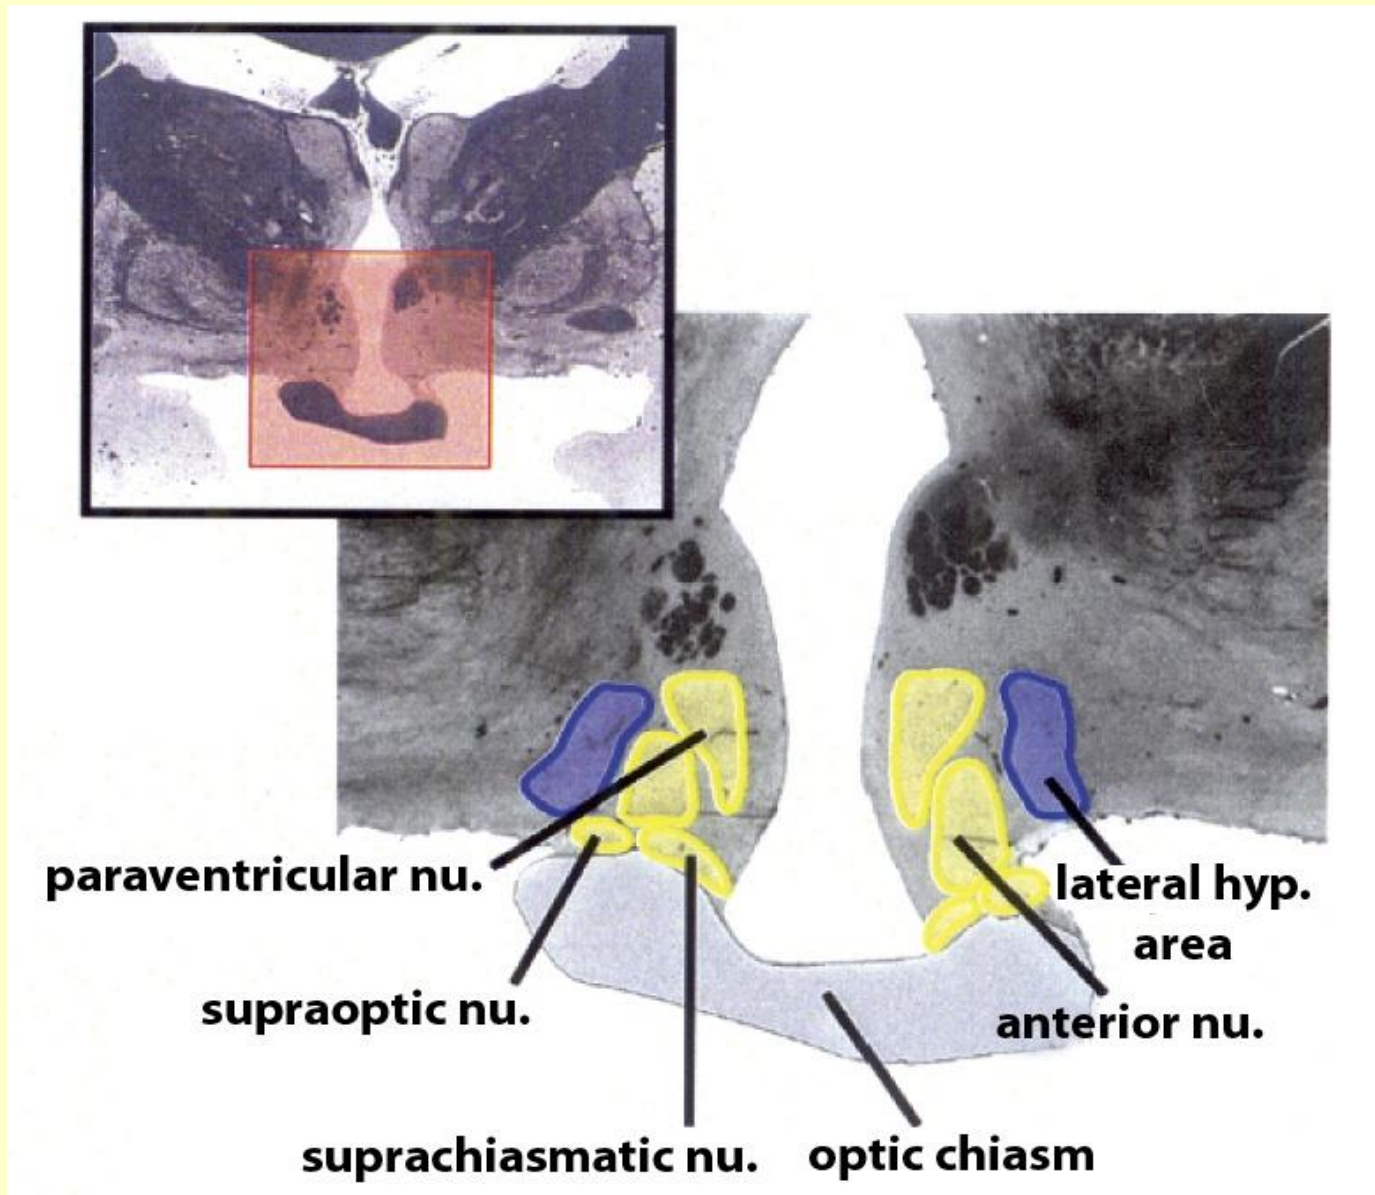 paraventricular nu.
lateral hyp.
area
supraoptic nu.
anterior nu.
suprachiasmatic nu.
optic chiasm